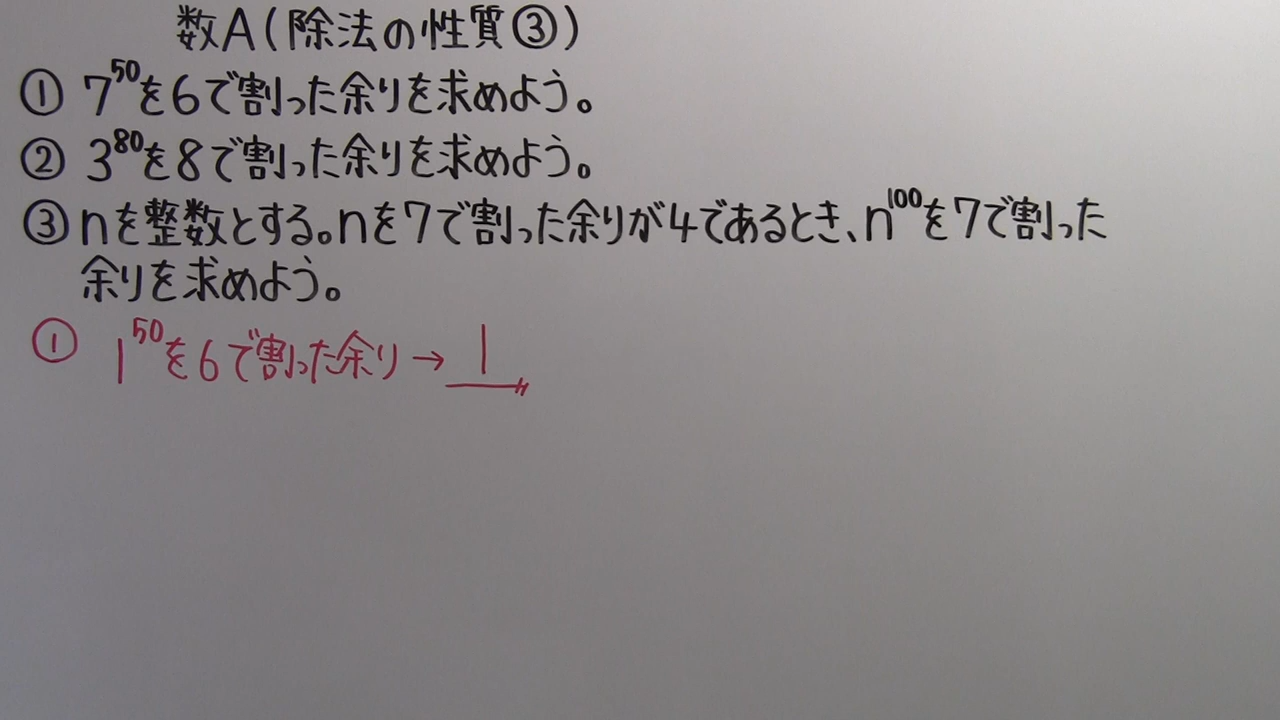 数A(除法の性質③)
① 7⁵⁰を6で割った余りを求めよう。
② 3⁸⁰を8で割った余りを求めよう。
③ nを整数とする。nを7で割った余りが4であるとき、n¹⁰⁰を7で割った
余りを求めよう。
① 1⁵⁰を6で割った余り→1